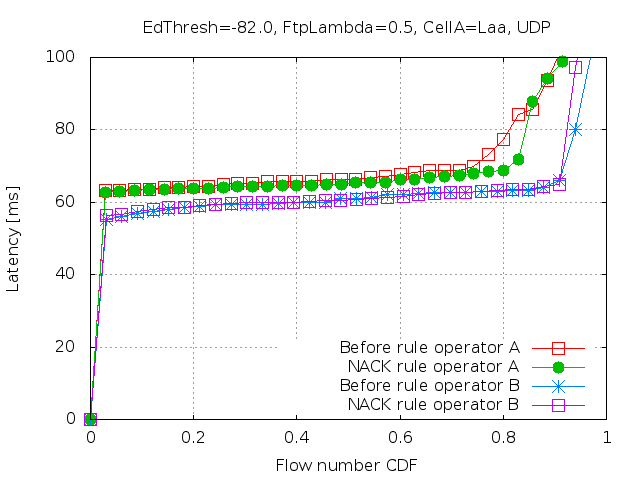 EdThresh=-82.0, FtpLambda=0.5, CellA=Laa, UDP
100
80
60
40
20
0
Latency [ms]
Before rule operator A
NACK rule operator A
Before rule operator B
NACK rule operator B
0 0.2 0.4 0.6 0.8 1
Flow number CDF